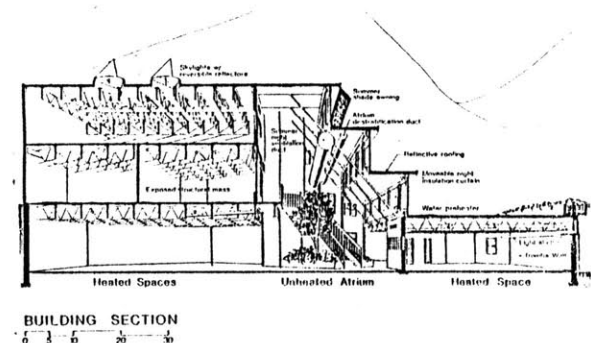 Skylights w/
reversible reflectors
Summer
shade awning
Atrium
destratification duct
Summer
night
ventilation
duct
Reflective roofing
Moveable night
insulation curtain
Exposed structural mass
Water preheater
Heated Spaces
Unheated Atrium
Heated Space
BUILDING SECTION
0 5 10 20 30